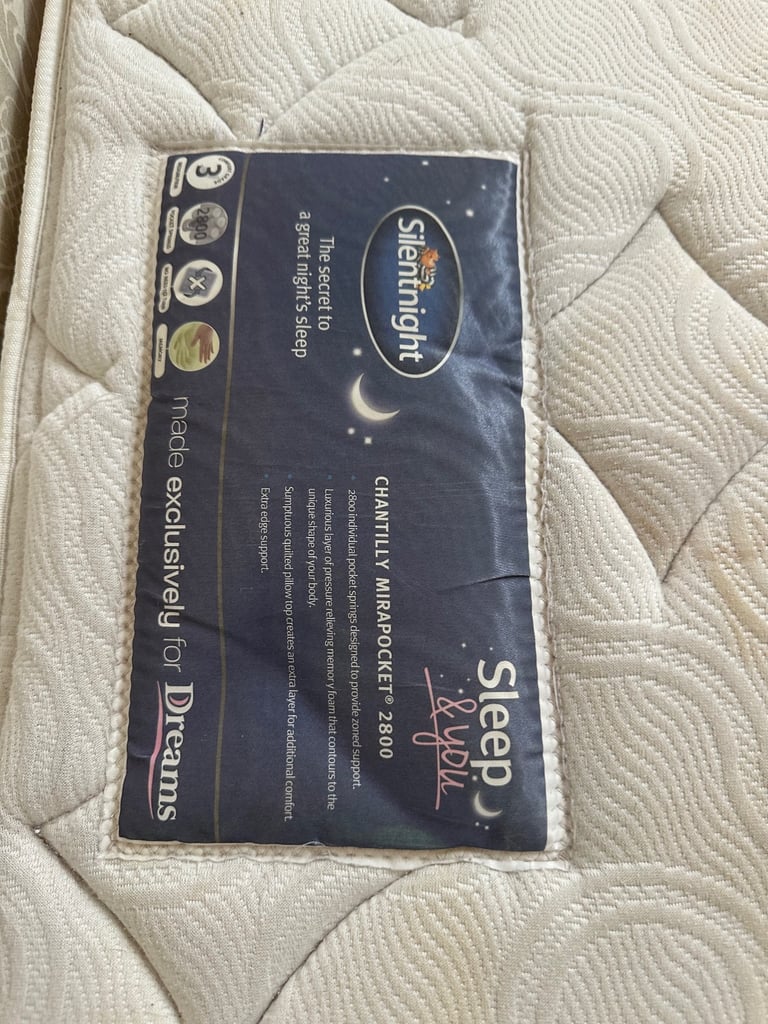 Silentnight
The secret to
a great night's sleep
Sleep
& you
CHANTILLY MIRAPOCKET® 2800
2800 individual pocket springs designed to provide zoned support.
Luxurious layer of pressure relieving memory foam that contours to the
unique shape of your body.
Sumptuous quilted pillow top creates an extra layer for additional comfort.
Extra edge support.
3
2800
X
MEMORY
made exclusively for Dreams